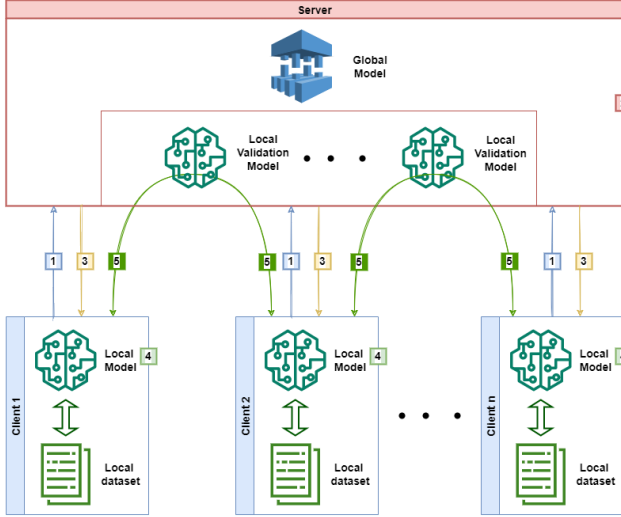 Server
Global
Model
Local
Validation
Model
Local
Validation
Model
1
3
5
5
1
3
5
5
1
3
Client 1
Local
Model
4
Local
dataset
Client 2
Local
Model
4
Local
dataset
Client n
Local
Model
Local
dataset